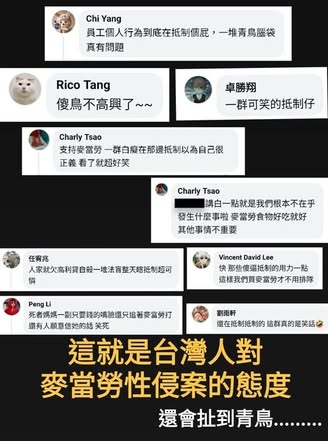 Chi Yang
員工個人行為到底在抵制個屁，一堆青鳥腦袋
真有問題
Rico Tang
傻鳥不高興了~~
卓勝翔
一群可笑的抵制仔
Charly Tsao
支持麥當勞 一群白癡在那邊抵制以為自己很
正義 看了就超好笑
Charly Tsao
講白一點就是我們根本不在乎
發生什麼事啦 麥當勞食物好吃就好
其他事情不重要
任宥兆
人家就欠高利貸自殺一堆法盲整天瞎抵制超可
憐
Vincent David Lee
快 那些傻逼抵制的用力一點
這樣我們買麥當勞才不用排隊
Peng Li
死者媽媽一副只要錢的嘴臉還只追著麥當勞打
還有人願意信她的話 笑死
劉雨軒
還在抵制抵制的 這群真的是笑話🤣
這就是台灣人對
麥當勞性侵案的態度
還會扯到青鳥.........